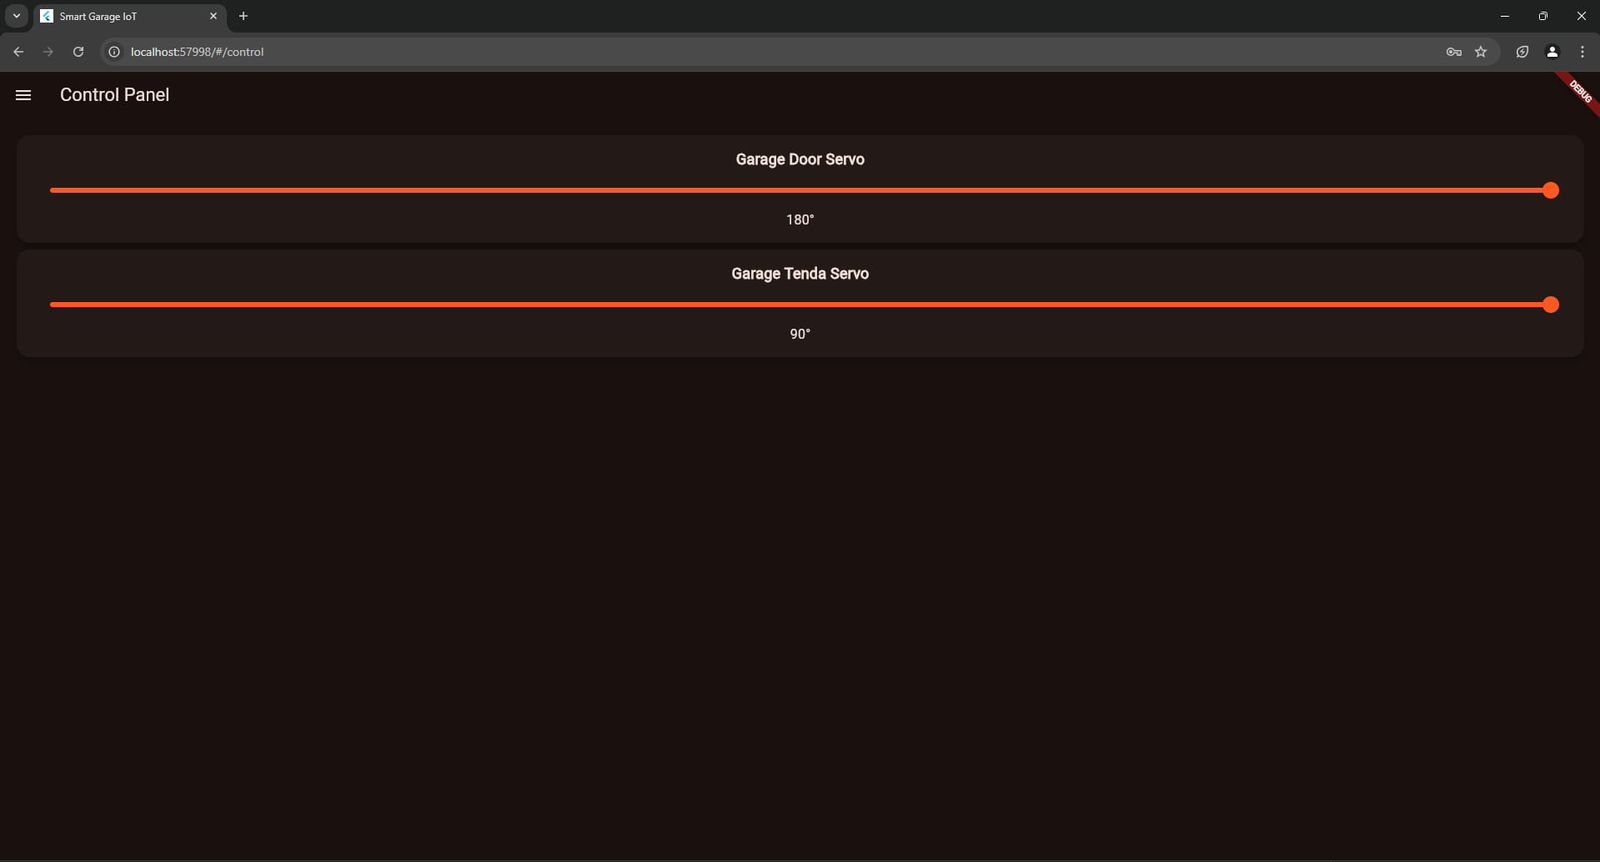 Smart Garage IoT
localhost:57998/#/control
Control Panel
DEBUG
Garage Door Servo
180°
Garage Tenda Servo
90°